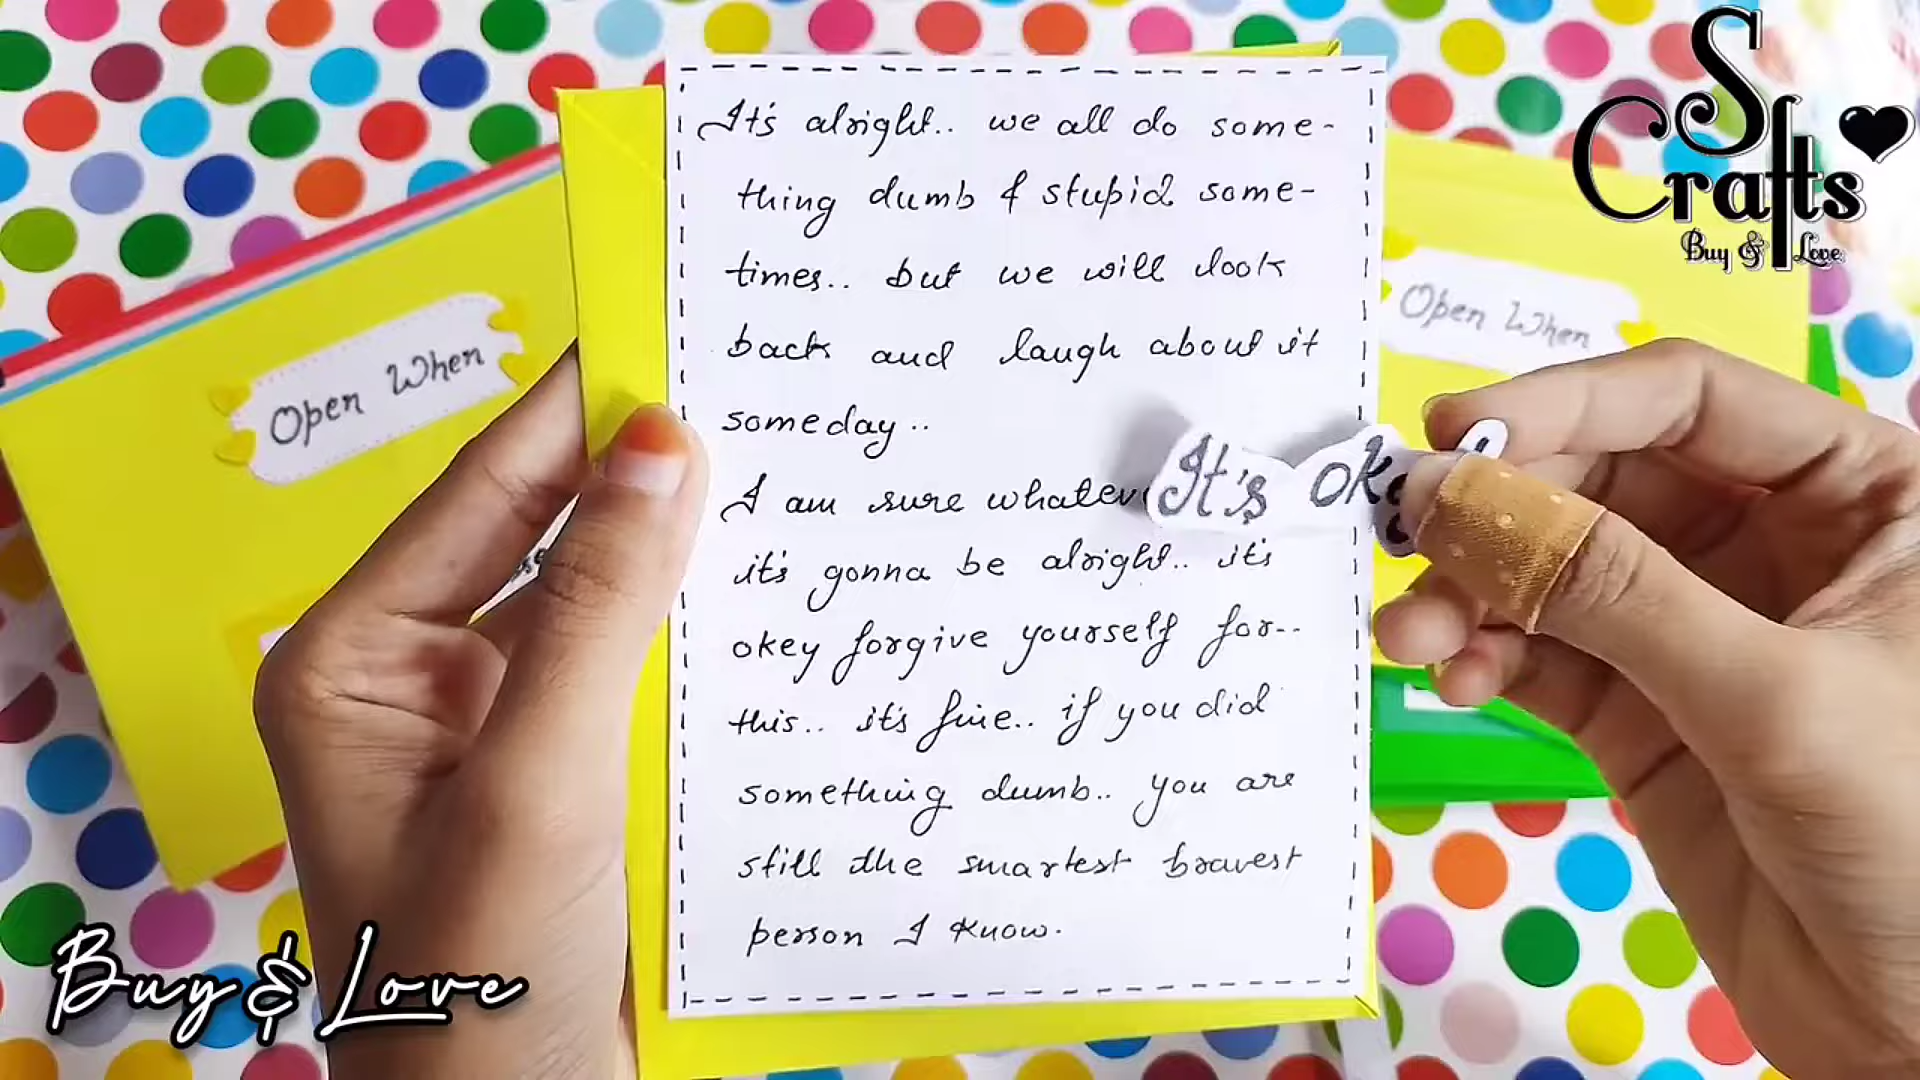 It's alright.. we all do some-
thing dumb & stupid some-
times.. but we will look
back and laugh about it
someday..
I am sure whatev
it's gonna be alright.. it's
okey forgive yourself for--
this.. it's fine.. if you did
something dumb.. you are
still the smartest bravest
person I know.
It's oke
Open When
Open When
S Crafts
Buy & Love
Buy & Love